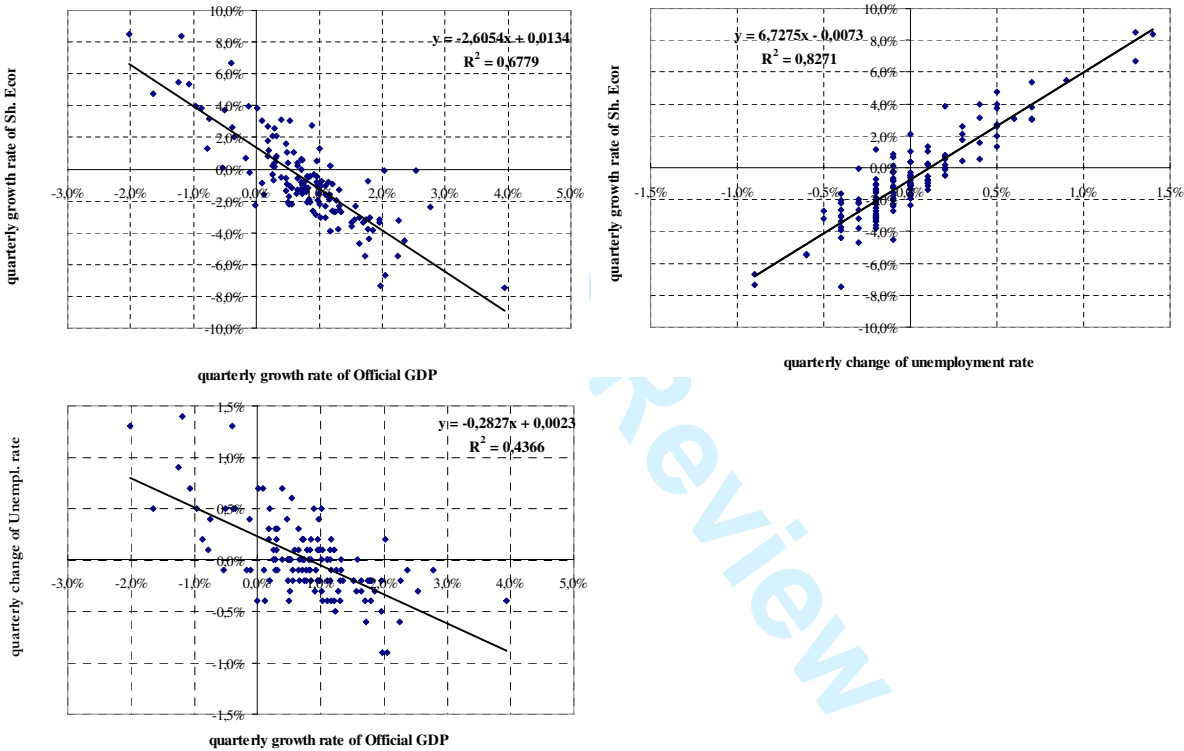 10,0%
8,0%
6,0%
4,0%
2,0%
0,0%
-2,0%
-4,0%
-6,0%
-8,0%
-10,0%
-3,0% -2,0% -1,0% 0,0% 1,0% 2,0% 3,0% 4,0% 5,0%
y = -2,6054x + 0,0134
R2 = 0,6779
quarterly growth rate of Sh. Ecor
quarterly growth rate of Official GDP
10,0%
8,0%
6,0%
4,0%
2,0%
0,0%
-2,0%
-4,0%
-6,0%
-8,0%
-10,0%
-1,5% -1,0% -0,5% 0,0% 0,5% 1,0% 1,5%
y = 6,7275x - 0,0073
R2 = 0,8271
quarterly growth rate of Sh. Ecor
quarterly change of unemployment rate
1,5%
1,0%
0,5%
0,0%
-0,5%
-1,0%
-1,5%
-3,0% -2,0% -1,0% 0,0% 1,0% 2,0% 3,0% 4,0% 5,0%
y = -0,2827x + 0,0023
R2 = 0,4366
quarterly change of Unempl. rate
quarterly growth rate of Official GDP
Review